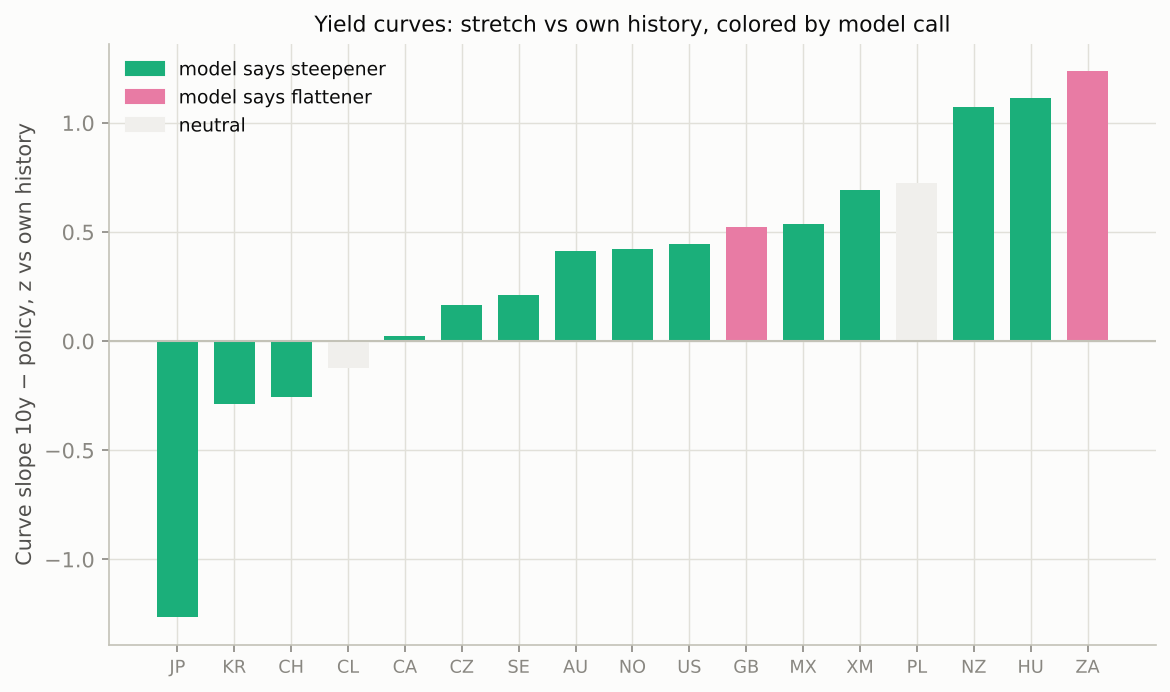 Yield curves: stretch vs own history, colored by model call
model says steepener
model says flattener
neutral
Curve slope 10y − policy, z vs own history
1.0
0.5
0.0
−0.5
−1.0
JP KR CH CL CA CZ SE AU NO US GB MX XM PL NZ HU ZA